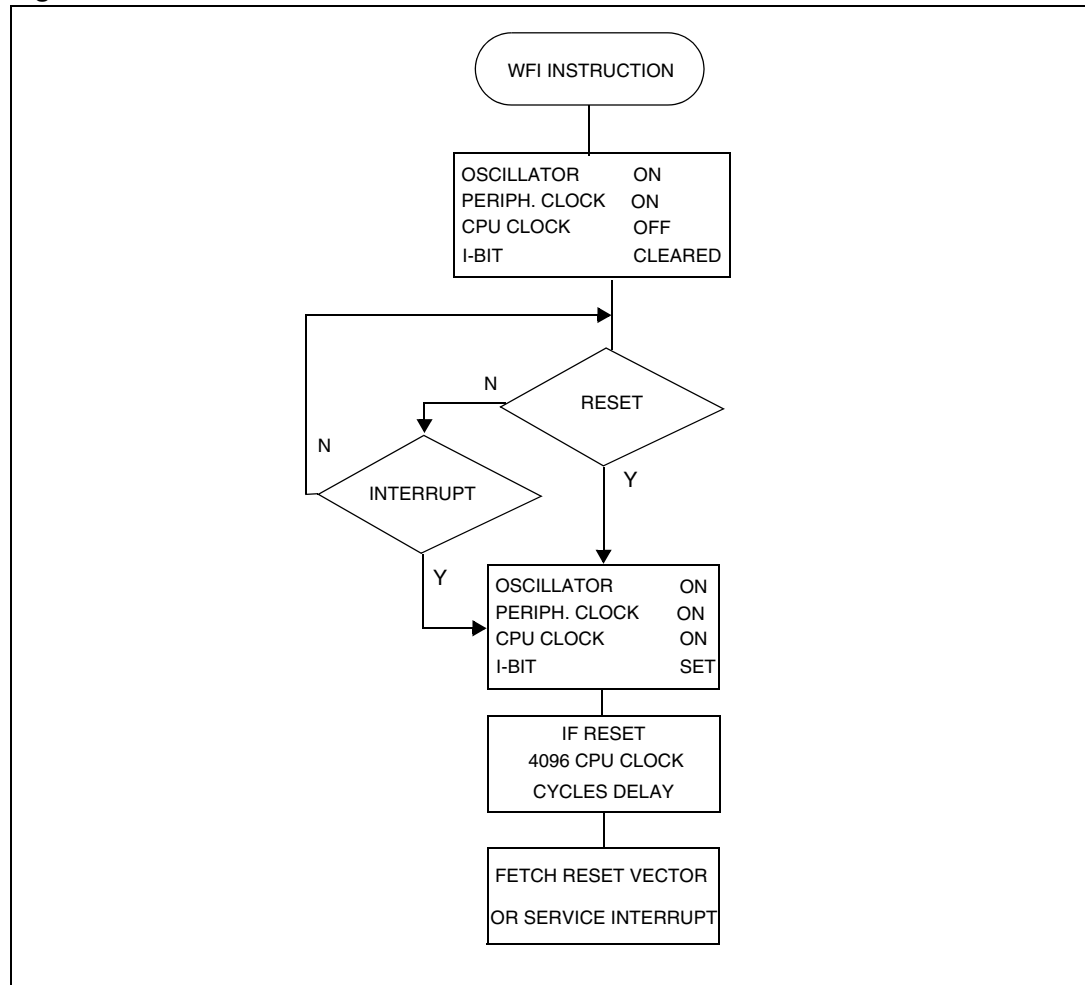 WFI INSTRUCTION
OSCILLATOR ON
PERIPH. CLOCK ON
CPU CLOCK OFF
I-BIT CLEARED
RESET
N
N
INTERRUPT
Y
Y
OSCILLATOR ON
PERIPH. CLOCK ON
CPU CLOCK ON
I-BIT SET
IF RESET
4096 CPU CLOCK
CYCLES DELAY
FETCH RESET VECTOR
OR SERVICE INTERRUPT